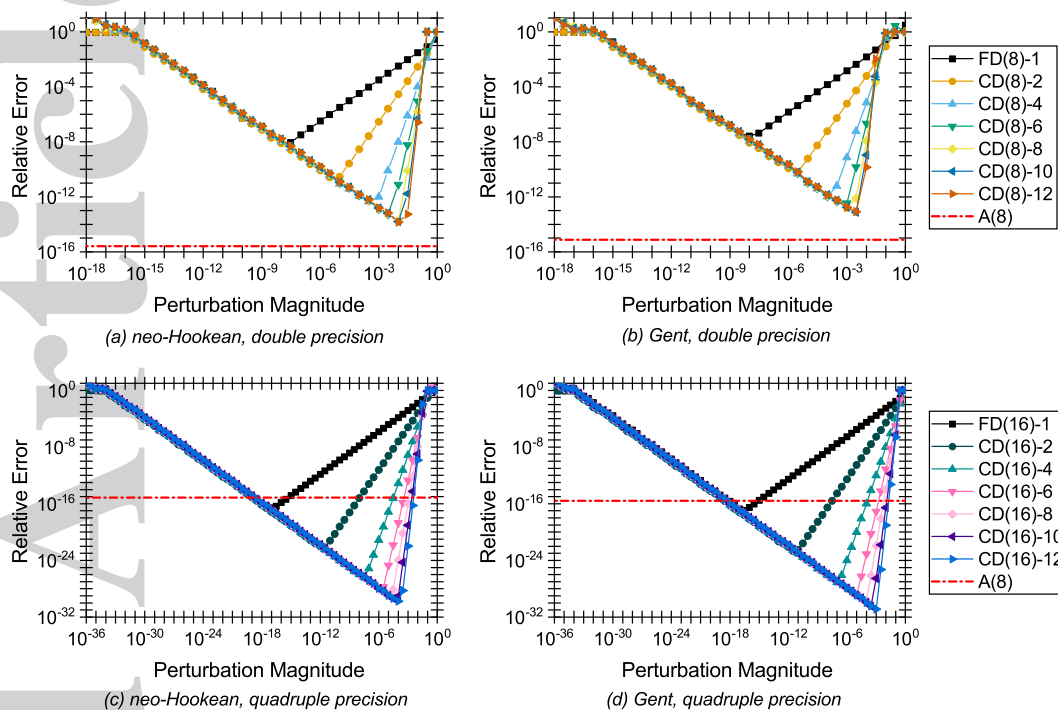 Relative Error
10^0
10^-4
10^-8
10^-12
10^-16
10^-18 10^-15 10^-12 10^-9 10^-6 10^-3 10^0
Perturbation Magnitude
(a) neo-Hookean, double precision
Relative Error
10^0
10^-4
10^-8
10^-12
10^-16
10^-18 10^-15 10^-12 10^-9 10^-6 10^-3 10^0
Perturbation Magnitude
(b) Gent, double precision
FD(8)-1
CD(8)-2
CD(8)-4
CD(8)-6
CD(8)-8
CD(8)-10
CD(8)-12
A(8)
Relative Error
10^0
10^-8
10^-16
10^-24
10^-32
10^-36 10^-30 10^-24 10^-18 10^-12 10^-6 10^0
Perturbation Magnitude
(c) neo-Hookean, quadruple precision
Relative Error
10^0
10^-8
10^-16
10^-24
10^-32
10^-36 10^-30 10^-24 10^-18 10^-12 10^-6 10^0
Perturbation Magnitude
(d) Gent, quadruple precision
FD(16)-1
CD(16)-2
CD(16)-4
CD(16)-6
CD(16)-8
CD(16)-10
CD(16)-12
A(8)
Artic